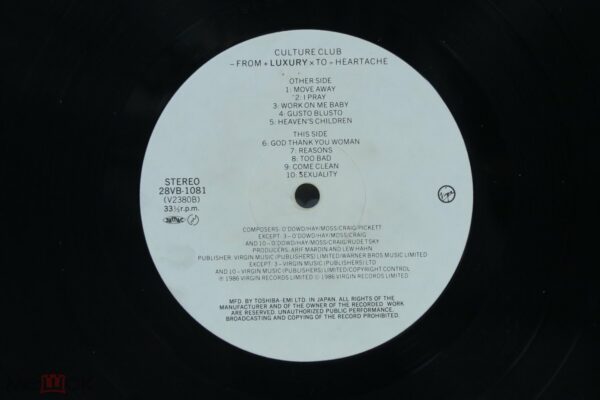 CULTURE CLUB
–FROM + LUXURY × TO ÷ HEARTACHE
OTHER SIDE
1: MOVE AWAY
2: I PRAY
3: WORK ON ME BABY
4: GUSTO BLUSTO
5: HEAVEN'S CHILDREN
THIS SIDE
6: GOD THANK YOU WOMAN
7: REASONS
8: TOO BAD
9: COME CLEAN
10: SEXUALITY
STEREO
28VB-1081
(V2380B)
33⅓r.p.m.
Virgin
COMPOSERS: O'DOWD/HAY/MOSS/CRAIG/PICKETT
EXCEPT: 3–O'DOWD/HAY/MOSS/CRAIG
AND 10–O'DOWD/HAY/MOSS/CRAIG/RUDETSKY
PRODUCERS: ARIF MARDIN AND LEW HAHN
PUBLISHER: VIRGIN MUSIC (PUBLISHERS) LIMITED/WARNER BROS MUSIC LIMITED
EXCEPT: 3–VIRGIN MUSIC (PUBLISHERS) LTD
AND 10–VIRGIN MUSIC (PUBLISHERS) LIMITED/COPYRIGHT CONTROL
℗ 1986 VIRGIN RECORDS LIMITED © 1986 VIRGIN RECORDS LIMITED
MFD. BY TOSHIBA-EMI LTD. IN JAPAN. ALL RIGHTS OF THE
MANUFACTURER AND OF THE OWNER OF THE RECORDED WORK
ARE RESERVED. UNAUTHORIZED PUBLIC PERFORMANCE,
BROADCASTING AND COPYING OF THE RECORD PROHIBITED.